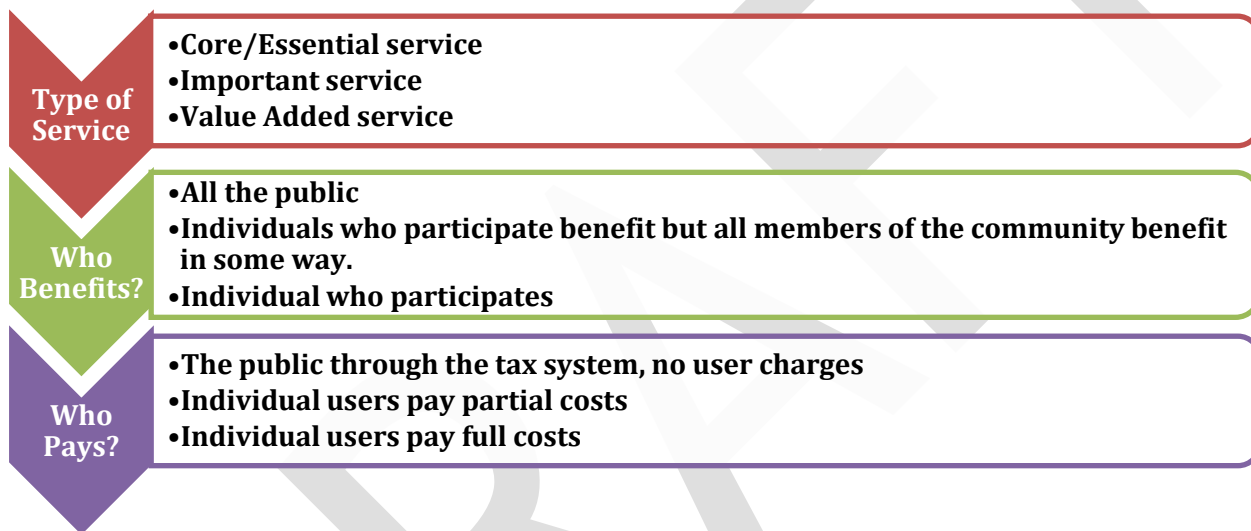 Type of
Service
•Core/Essential service
•Important service
•Value Added service
Who
Benefits?
•All the public
•Individuals who participate benefit but all members of the community benefit
in some way.
•Individual who participates
Who
Pays?
•The public through the tax system, no user charges
•Individual users pay partial costs
•Individual users pay full costs